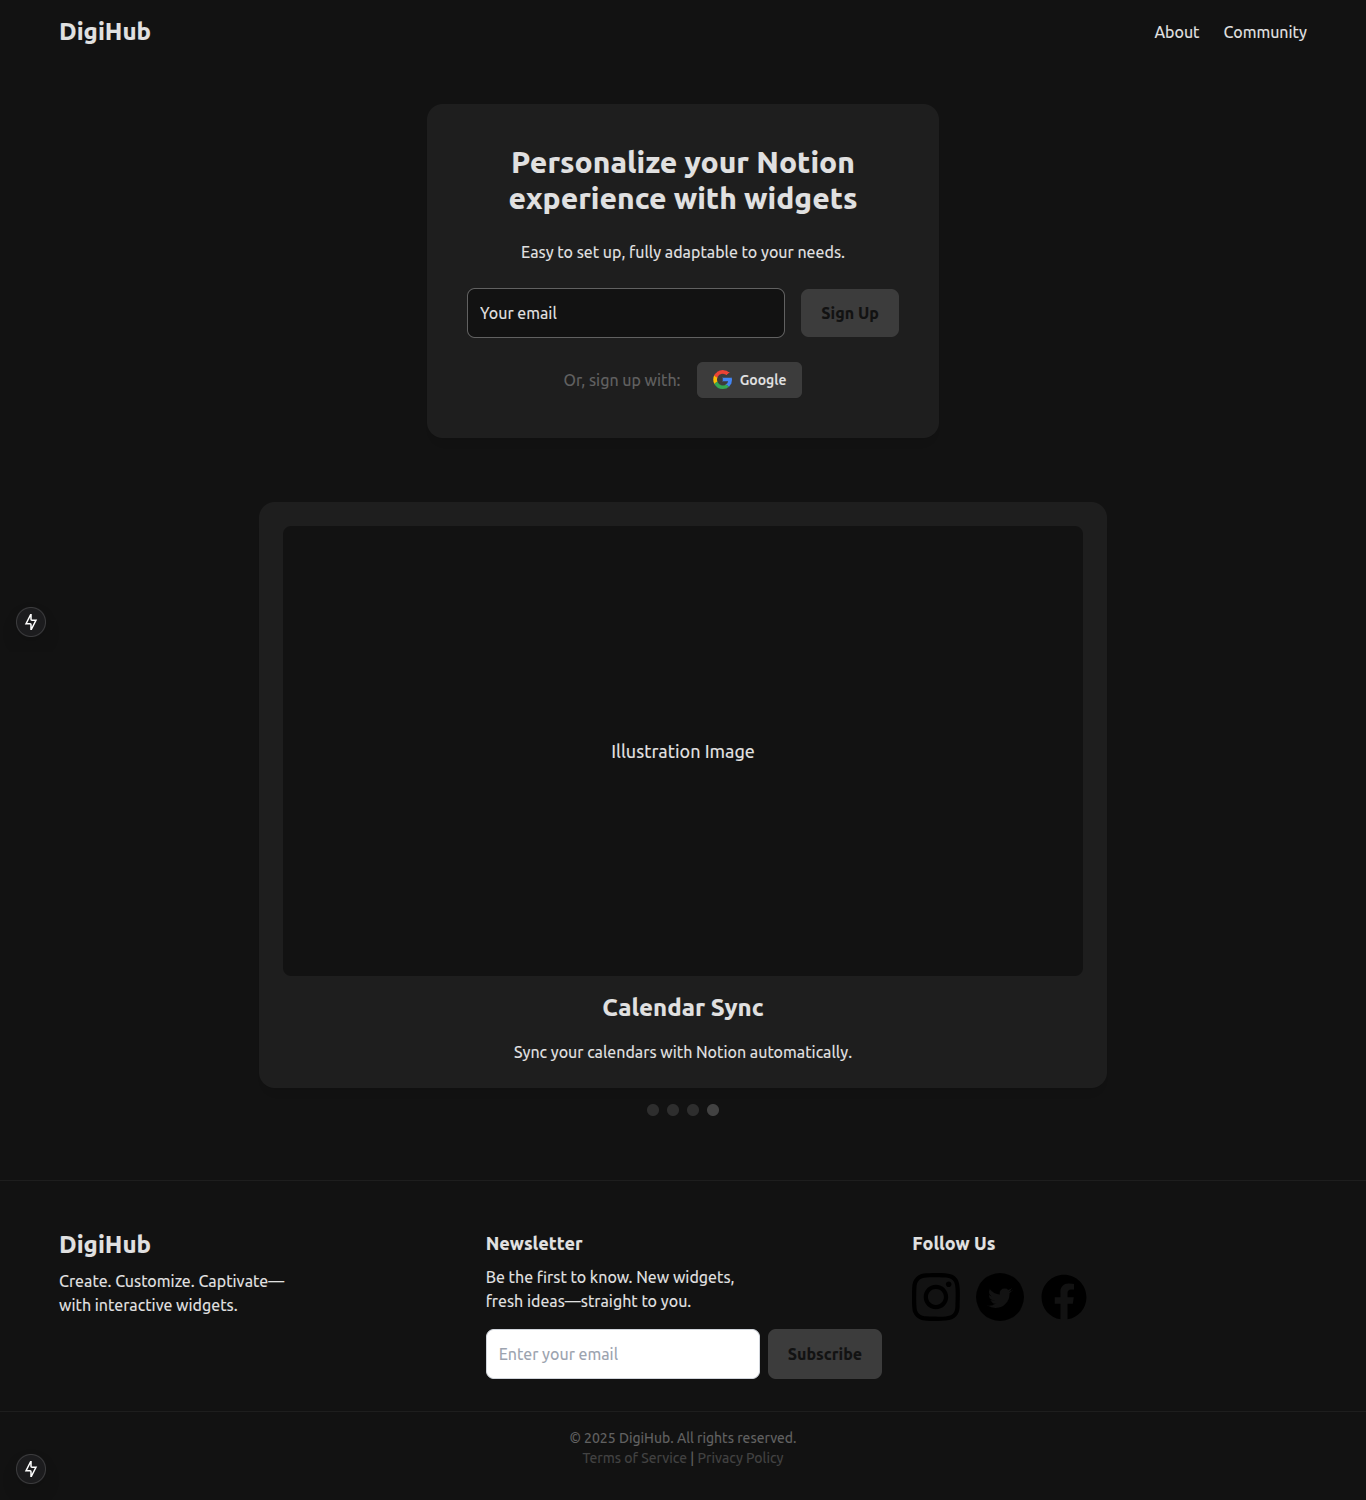 DigiHub
About Community
Personalize your Notion
experience with widgets
Easy to set up, fully adaptable to your needs.
Your email
Sign Up
Or, sign up with:
Google
Illustration Image
Calendar Sync
Sync your calendars with Notion automatically.
DigiHub
Create. Customize. Captivate—
with interactive widgets.
Newsletter
Be the first to know. New widgets,
fresh ideas—straight to you.
Enter your email
Subscribe
Follow Us
© 2025 DigiHub. All rights reserved.
Terms of Service | Privacy Policy